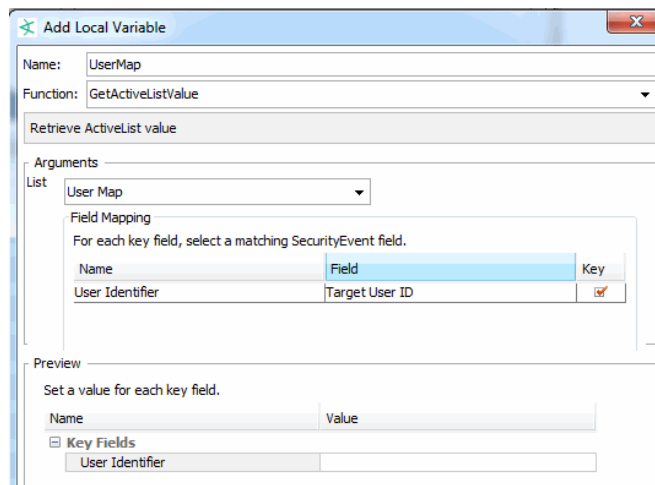 Add Local Variable
Name: UserMap
Function: GetActiveListValue
Retrieve ActiveList value
Arguments
List User Map
Field Mapping
For each key field, select a matching SecurityEvent field.
Name Field Key
User Identifier Target User ID
Preview
Set a value for each key field.
Name Value
Key Fields
User Identifier